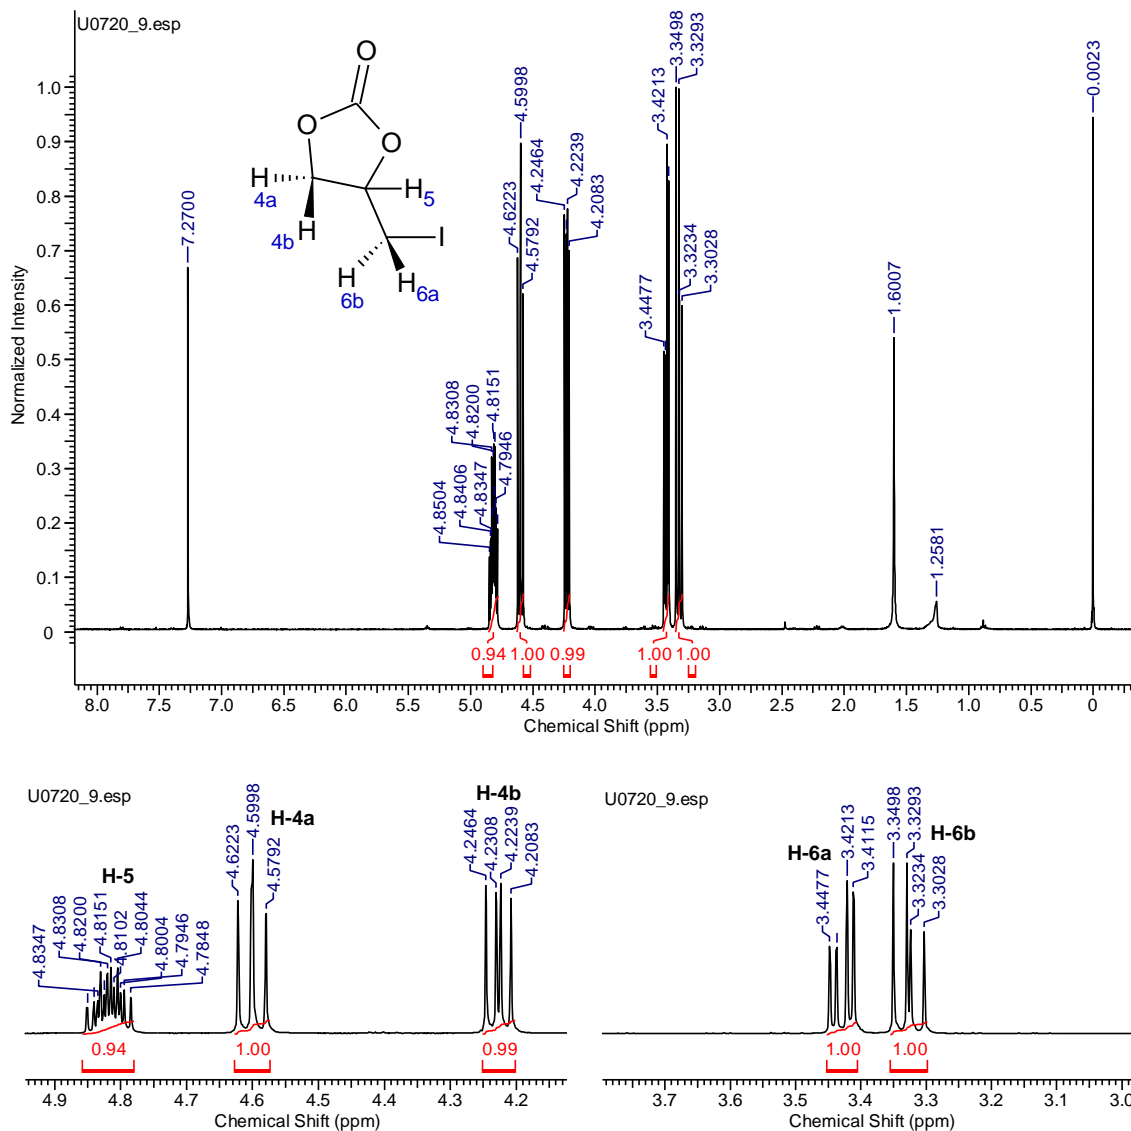 U0720_9.esp
O
O
O
H
4a
H
4b
H
5
I
H
6b
H
6a
7.2700
4.8504
4.8406
4.8347
4.8308
4.8200
4.8151
4.7946
4.6223
4.5998
4.5792
4.2464
4.2239
4.2083
3.4477
3.4213
3.3498
3.3293
3.3234
3.3028
1.6007
1.2581
0.0023
Normalized Intensity
1.0
0.9
0.8
0.7
0.6
0.5
0.4
0.3
0.2
0.1
0
0.94 1.00 0.99 1.00 1.00
8.0 7.5 7.0 6.5 6.0 5.5 5.0 4.5 4.0 3.5 3.0 2.5 2.0 1.5 1.0 0.5 0
Chemical Shift (ppm)
U0720_9.esp
H-5
H-4a
H-4b
4.8347
4.8308
4.8200
4.8151
4.8102
4.8044
4.8004
4.7946
4.7848
4.6223
4.5998
4.5792
4.2464
4.2308
4.2239
4.2083
0.94 1.00 0.99
4.9 4.8 4.7 4.6 4.5 4.4 4.3 4.2
Chemical Shift (ppm)
U0720_9.esp
H-6a
H-6b
3.4477
3.4213
3.4115
3.3498
3.3293
3.3234
3.3028
1.00 1.00
3.7 3.6 3.5 3.4 3.3 3.2 3.1 3.0
Chemical Shift (ppm)